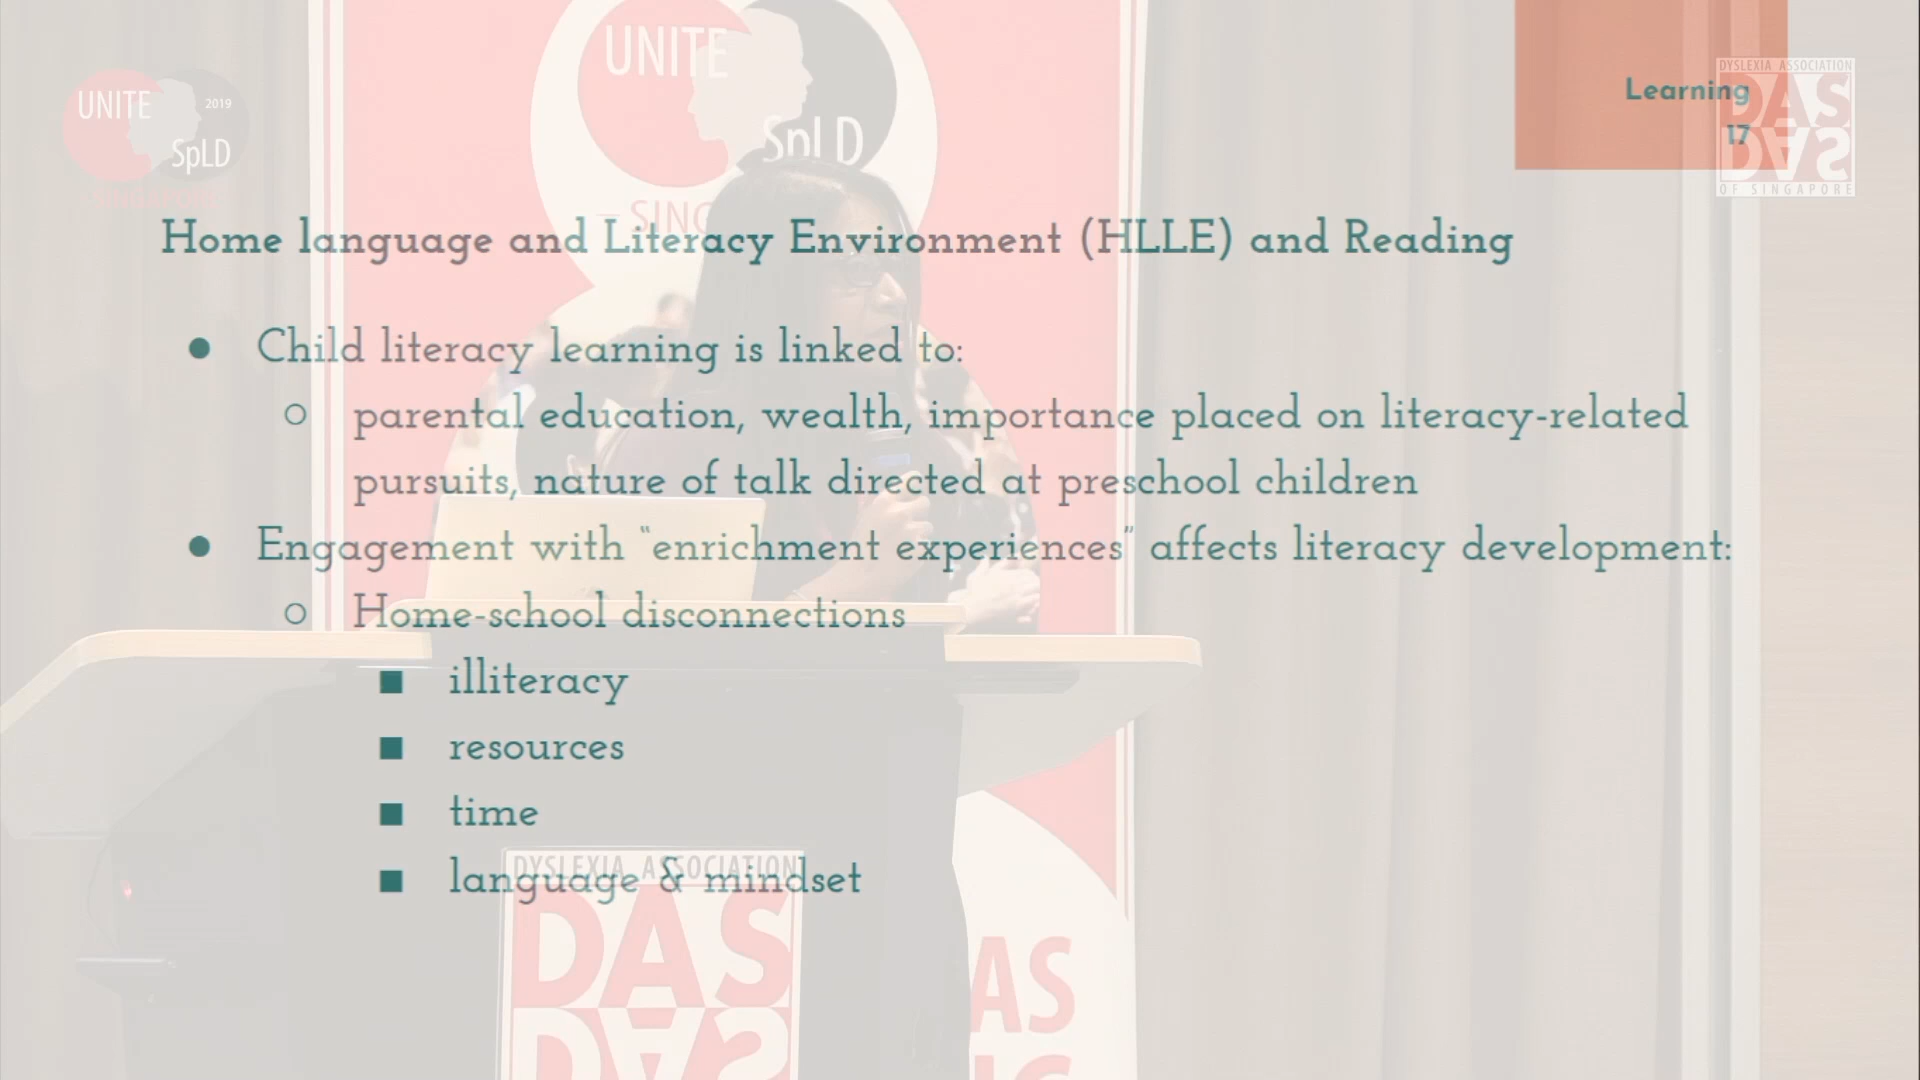 UNITE
UNITE
2019
SpLD
SpLD
SINGAPORE
SING
DYSLEXIA ASSOCIATION
DAS
OF SINGAPORE
Learning
17
Home language and Literacy Environment (HLLE) and Reading
● Child literacy learning is linked to:
○ parental education, wealth, importance placed on literacy-related
pursuits, nature of talk directed at preschool children
● Engagement with “enrichment experiences” affects literacy development:
○ Home-school disconnections
■ illiteracy
■ resources
■ time
■ language & mindset
DYSLEXIA ASSOCIATION
DAS
AS